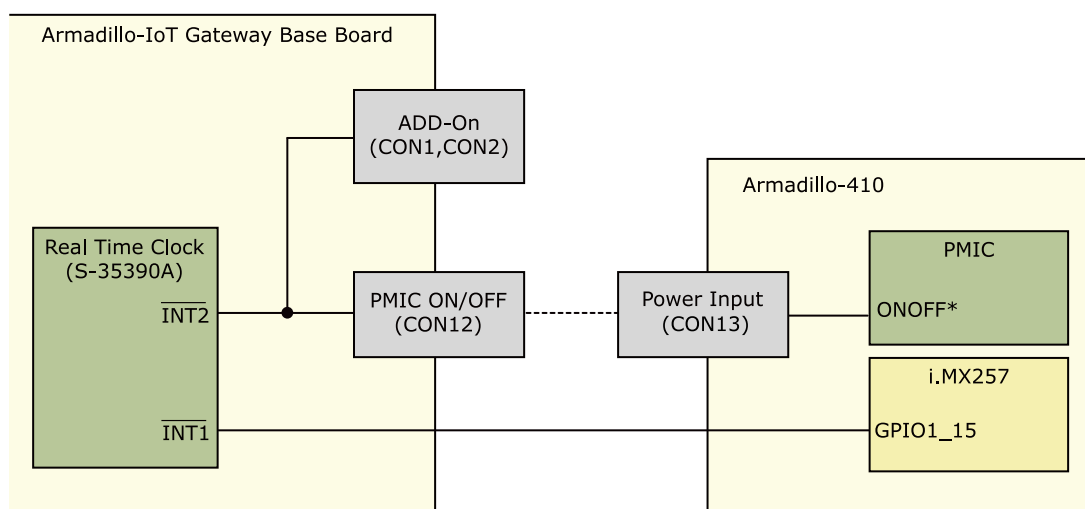 Armadillo-IoT Gateway Base Board
ADD-On
(CON1,CON2)
Armadillo-410
Real Time Clock
(S-35390A)
INT2
INT1
PMIC ON/OFF
(CON12)
Power Input
(CON13)
PMIC
ONOFF*
i.MX257
GPIO1_15